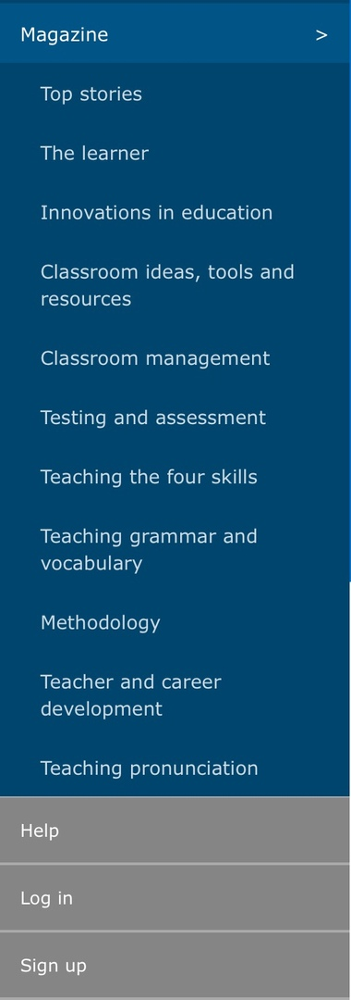 Magazine >
Top stories
The learner
Innovations in education
Classroom ideas, tools and
resources
Classroom management
Testing and assessment
Teaching the four skills
Teaching grammar and
vocabulary
Methodology
Teacher and career
development
Teaching pronunciation
Help
Log in
Sign up